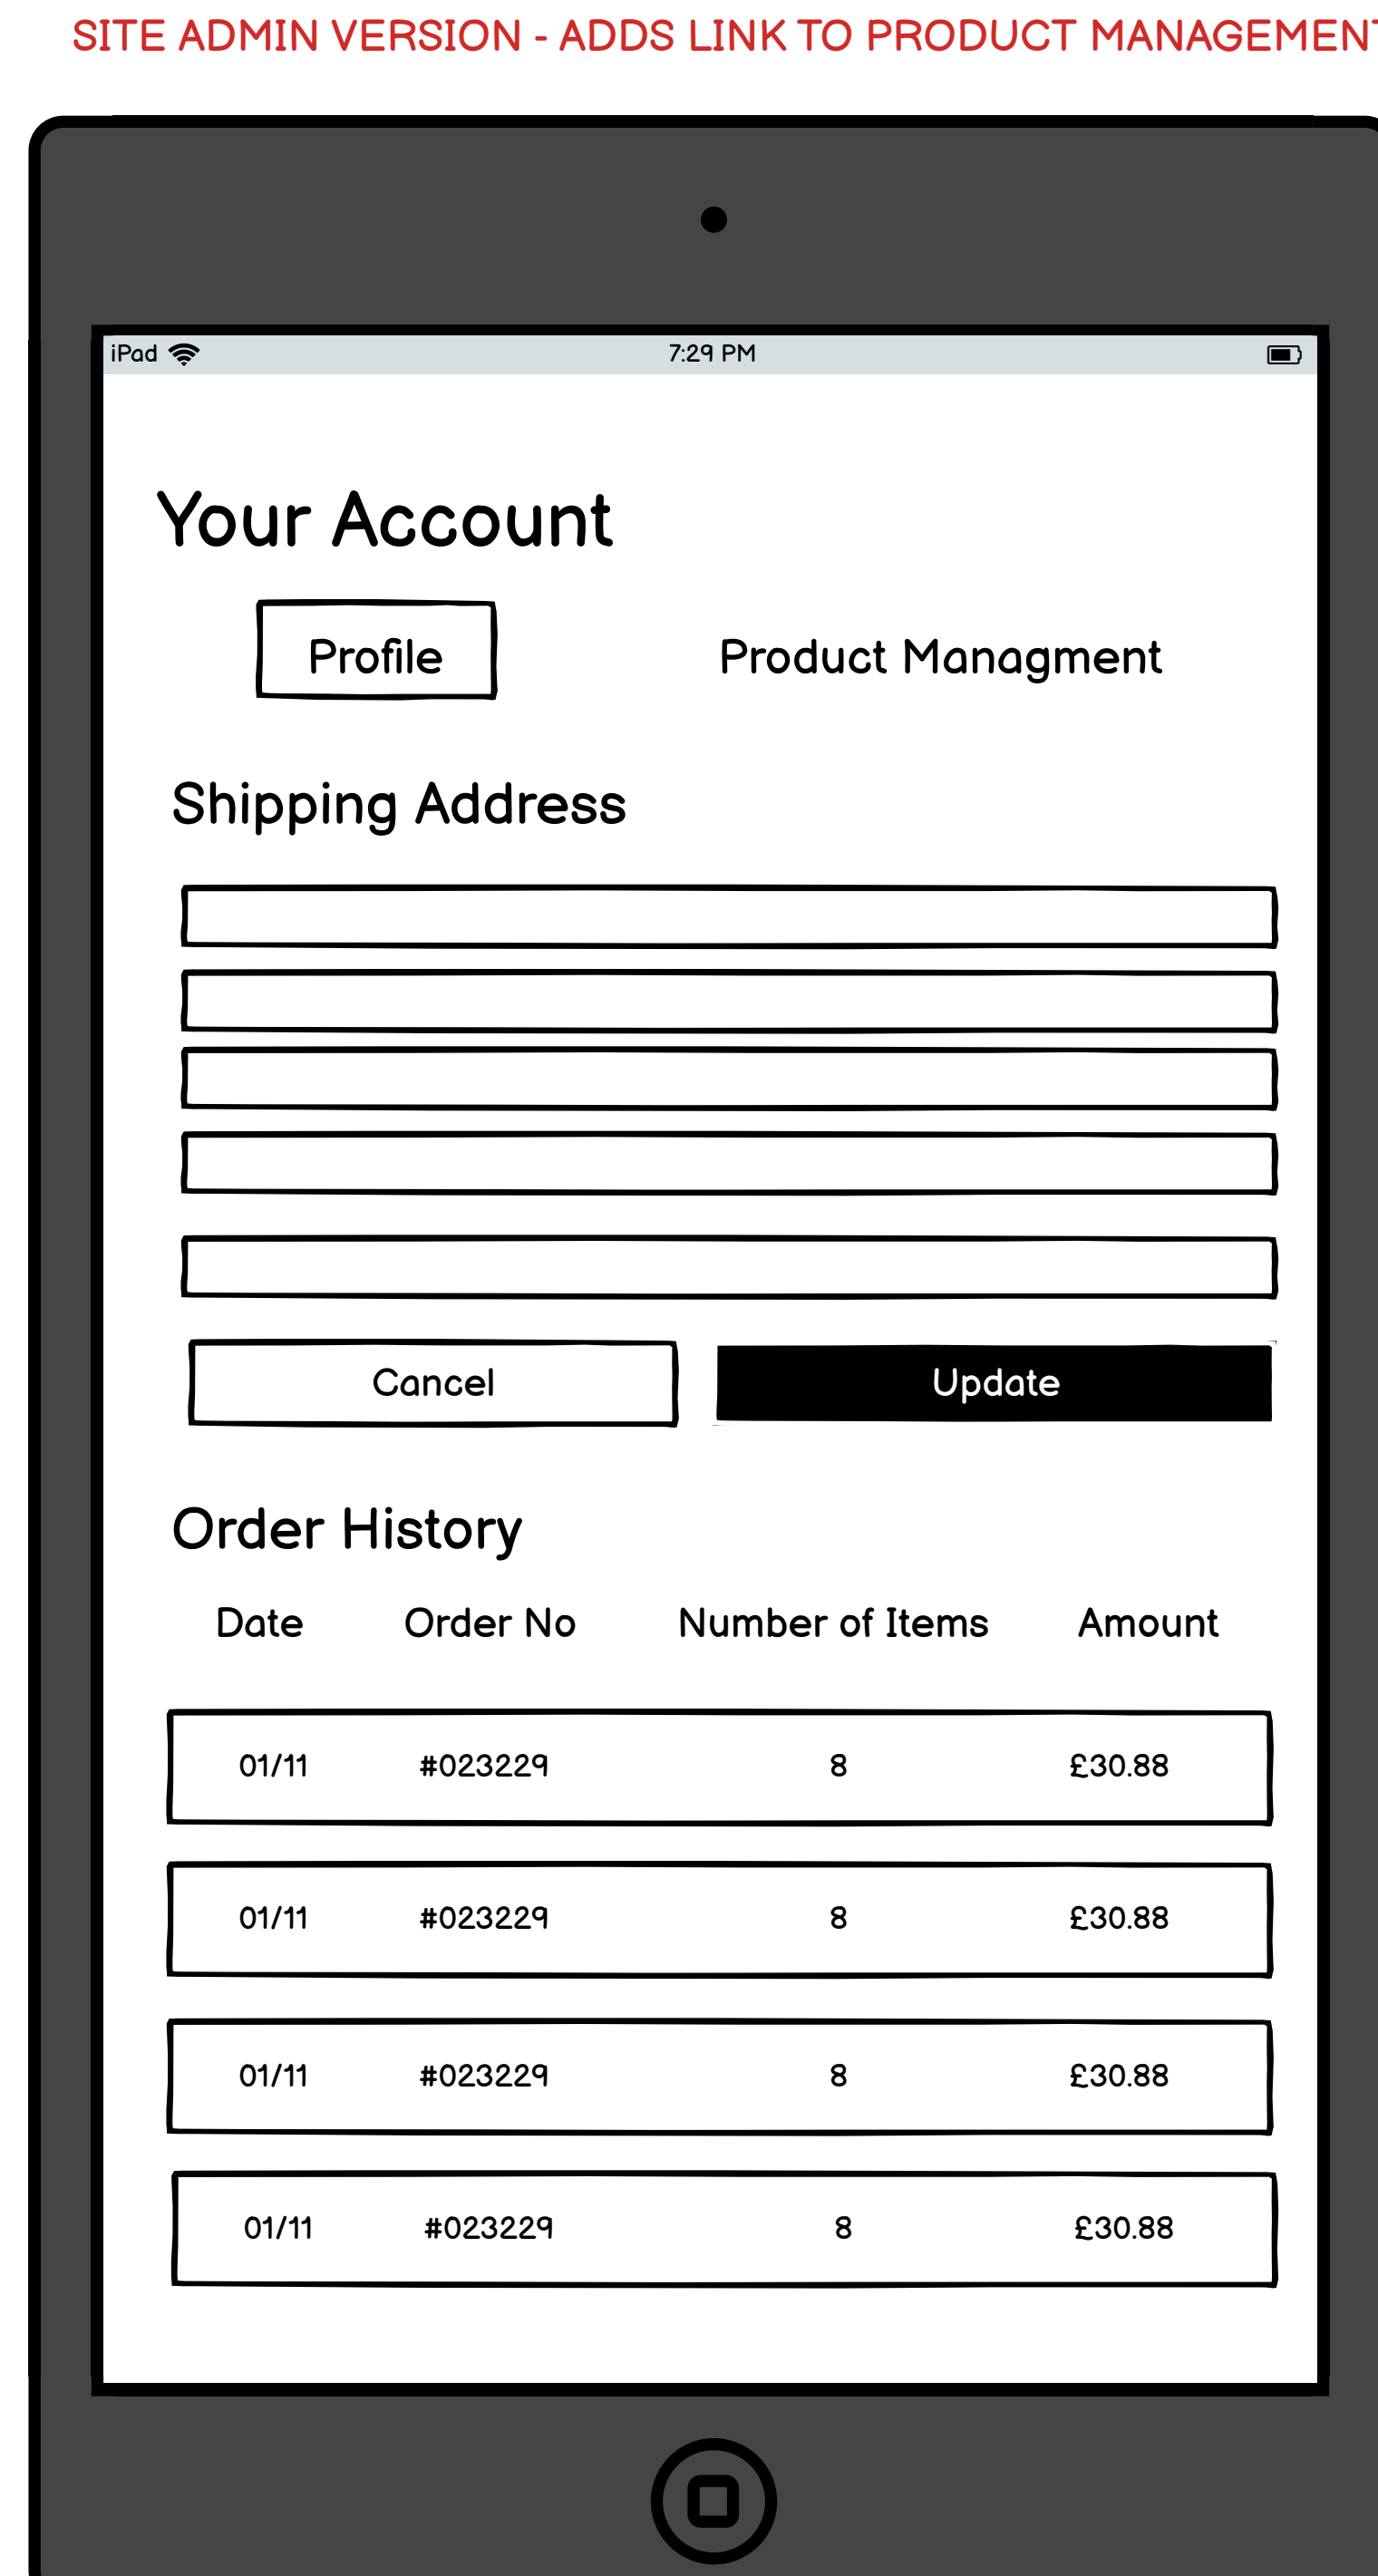 SITE ADMIN VERSION - ADDS LINK TO PRODUCT MANAGEMENT
iPad 7:29 PM
Your Account
Profile Product Managment
Shipping Address
Cancel Update
Order History
Date Order No Number of Items Amount
01/11 #023229 8 £30.88
01/11 #023229 8 £30.88
01/11 #023229 8 £30.88
01/11 #023229 8 £30.88